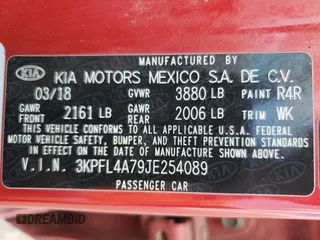 MANUFACTURED BY
KIA KIA MOTORS MEXICO S.A. DE C.V.
03/18 GVWR 3880 LB PAINT R4R
GAWR FRONT 2161 LB GAWR REAR 2006 LB TRIM WK
THIS VEHICLE CONFORMS TO ALL APPLICABLE U.S. FEDERAL
MOTOR VEHICLE SAFETY, BUMPER, AND THEFT PREVENTION
STANDARDS IN EFFECT ON THE DATE OF MANUFACTURE SHOWN ABOVE.
V.I.N. 3KPFL4A79JE254089
PASSENGER CAR
DREAMBID